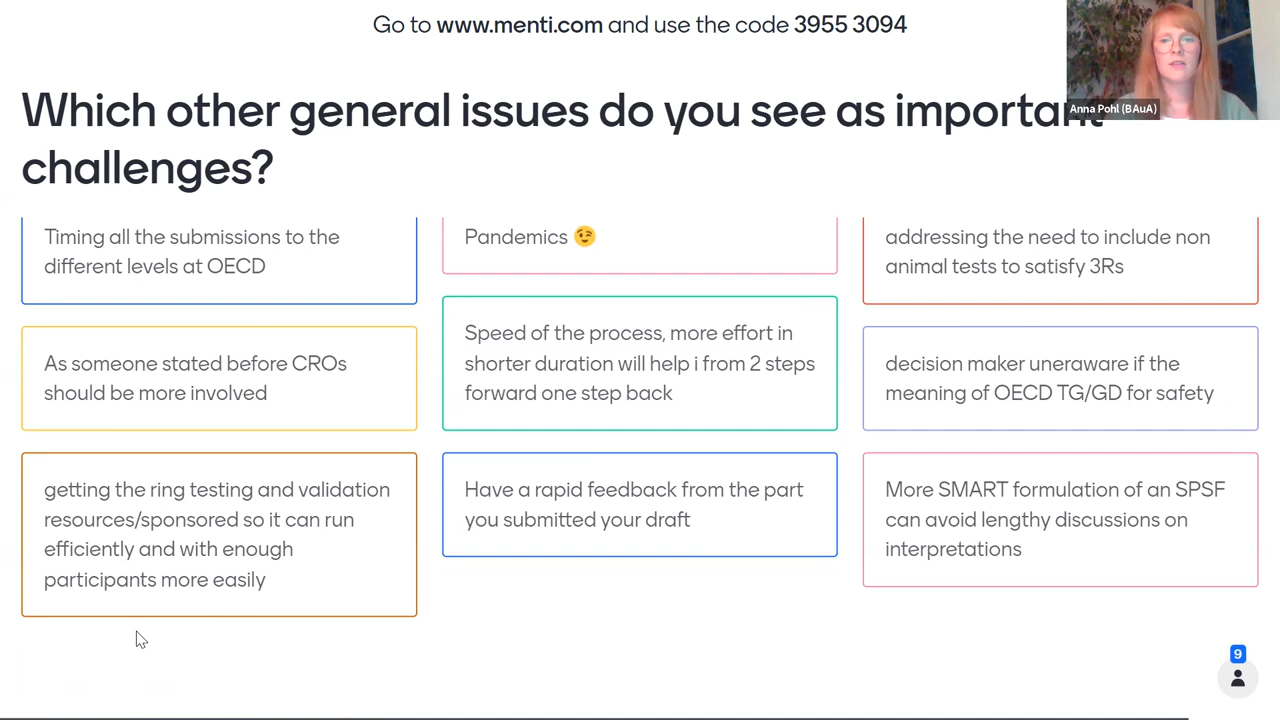 Go to www.menti.com and use the code 3955 3094
Anna Pohl (BAuA)
Which other general issues do you see as important
challenges?
Timing all the submissions to the
different levels at OECD
Pandemics 😉
addressing the need to include non
animal tests to satisfy 3Rs
As someone stated before CROs
should be more involved
Speed of the process, more effort in
shorter duration will help i from 2 steps
forward one step back
decision maker uneraware if the
meaning of OECD TG/GD for safety
getting the ring testing and validation
resources/sponsored so it can run
efficiently and with enough
participants more easily
Have a rapid feedback from the part
you submitted your draft
More SMART formulation of an SPSF
can avoid lengthy discussions on
interpretations
9